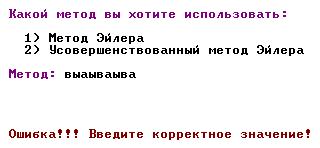 Какой метод вы хотите использовать:
1) Метод Эйлера
2) Усовершенствованный метод Эйлера
Метод: выаываыва
Ошибка!!! Введите корректное значение!